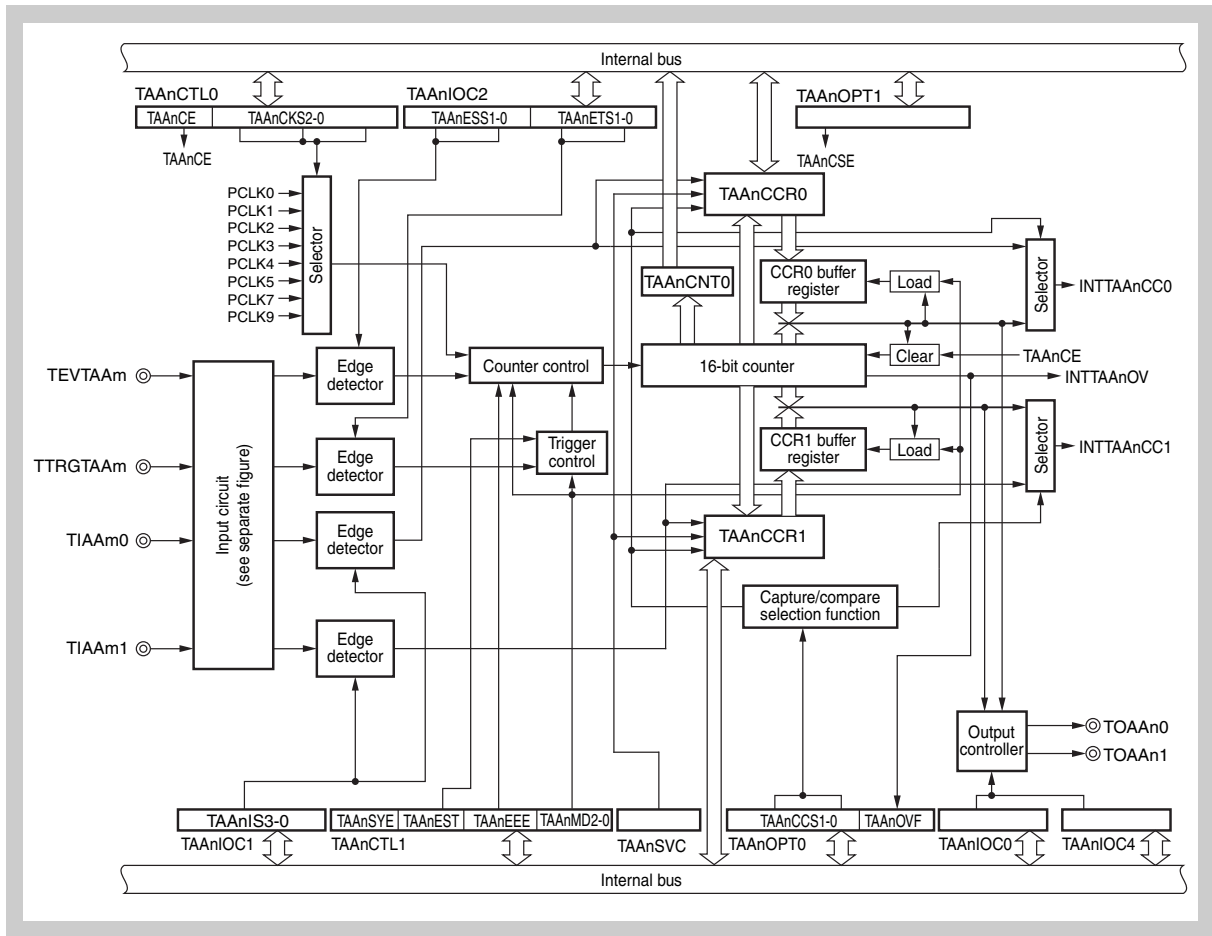 Internal bus
TAAnCTL0
TAAnIOC2
TAAnOPT1
TAAnCE
TAAnCKS2-0
TAAnESS1-0
TAAnETS1-0
TAAnCE
TAAnCSE
PCLK0
PCLK1
PCLK2
PCLK3
PCLK4
PCLK5
PCLK7
PCLK9
Selector
TAAnCCR0
TAAnCNT0
CCR0 buffer
register
Load
Selector
INTTAAnCC0
Clear
TAAnCE
TEVTAAm
Edge
detector
Counter control
16-bit counter
INTTAAnOV
TTRGTAAm
Edge
detector
Trigger
control
CCR1 buffer
register
Load
Selector
INTTAAnCC1
Input circuit
(see separate figure)
TIAAm0
Edge
detector
TAAnCCR1
Capture/compare
selection function
TIAAm1
Edge
detector
Output
controller
TOAAn0
TOAAn1
TAAnIS3-0
TAAnSYE
TAAnEST
TAAnEEE
TAAnMD2-0
TAAnCCS1-0
TAAnOVF
TAAnIOC1
TAAnCTL1
TAAnSVC
TAAnOPT0
TAAnIOC0
TAAnIOC4
Internal bus